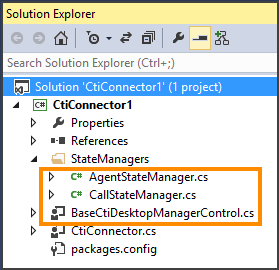 Solution Explorer
Search Solution Explorer (Ctrl+;)
Solution 'CtiConnector1' (1 project)
C# CtiConnector1
Properties
References
StateManagers
C# AgentStateManager.cs
C# CallStateManager.cs
BaseCtiDesktopManagerControl.cs
CtiConnector.cs
packages.config